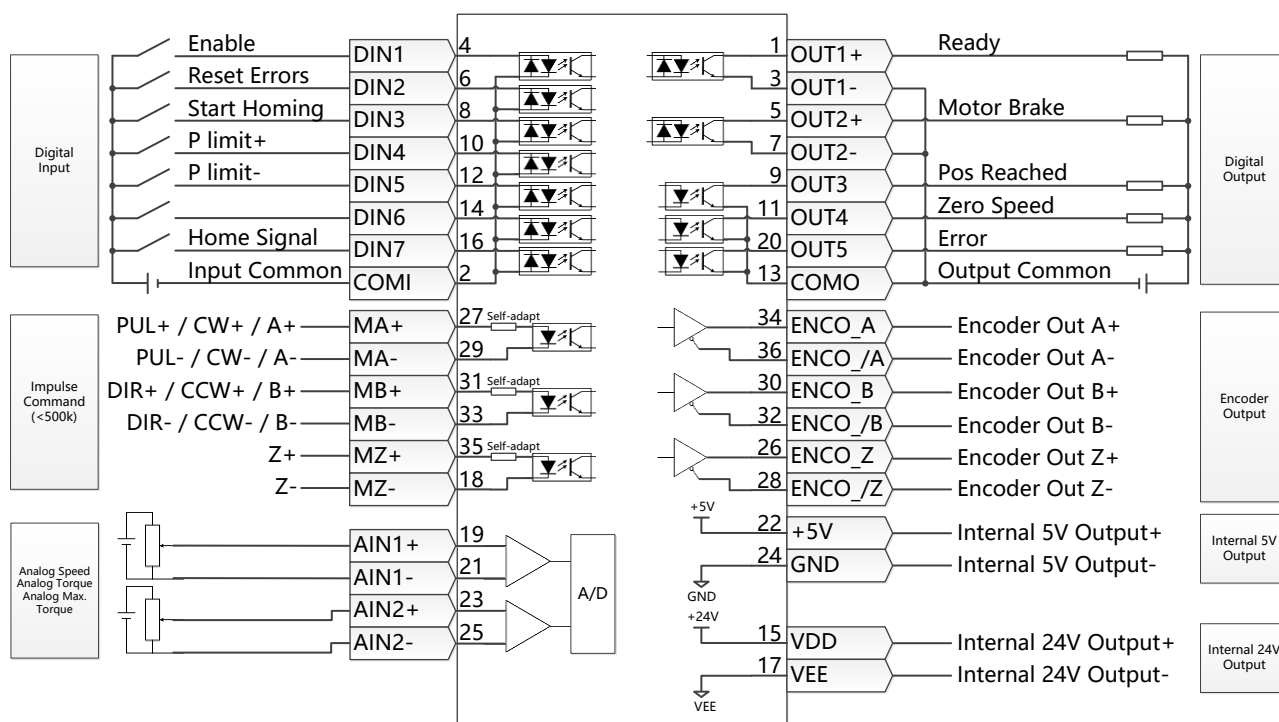 Digital
Input
Enable
DIN1
4
Reset Errors
DIN2
6
Start Homing
DIN3
8
P limit+
DIN4
10
P limit-
DIN5
12
DIN6
14
Home Signal
DIN7
16
Input Common
COMI
2
1
OUT1+
Ready
3
OUT1-
5
OUT2+
Motor Brake
7
OUT2-
9
OUT3
Pos Reached
11
OUT4
Zero Speed
20
OUT5
Error
13
COMO
Output Common
Digital
Output
Impulse
Command
(<500k)
PUL+ / CW+ / A+
MA+
27
Self-adapt
PUL- / CW- / A-
MA-
29
DIR+ / CCW+ / B+
MB+
31
Self-adapt
DIR- / CCW- / B-
MB-
33
Z+
MZ+
35
Self-adapt
Z-
MZ-
18
34
ENCO_A
Encoder Out A+
36
ENCO_/A
Encoder Out A-
30
ENCO_B
Encoder Out B+
32
ENCO_/B
Encoder Out B-
26
ENCO_Z
Encoder Out Z+
28
ENCO_/Z
Encoder Out Z-
Encoder
Output
Analog Speed
Analog Torque
Analog Max.
Torque
AIN1+
19
AIN1-
21
AIN2+
23
AIN2-
25
A/D
+5V
22
+5V
Internal 5V Output+
24
GND
Internal 5V Output-
GND
Internal 5V
Output
+24V
15
VDD
Internal 24V Output+
17
VEE
Internal 24V Output-
VEE
Internal 24V
Output